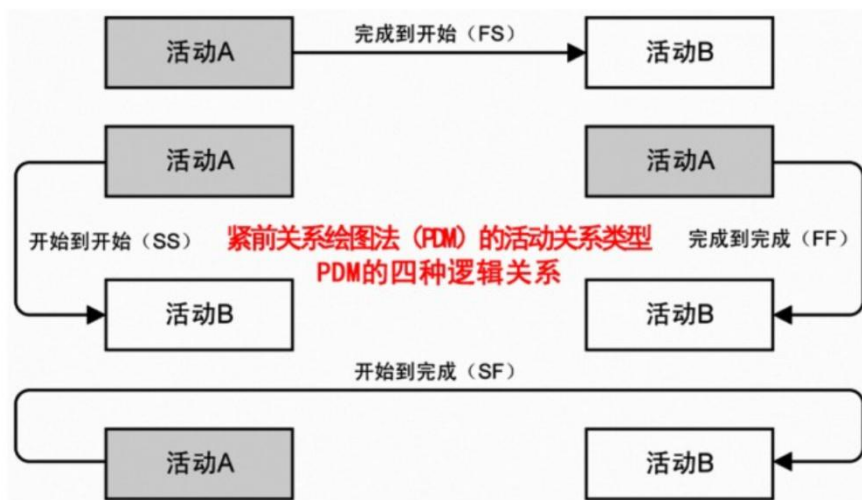 活动A
完成到开始（FS）
活动B
活动A
活动A
开始到开始（SS）
紧前关系绘图法（PDM）的活动关系类型
完成到完成（FF）
PDM的四种逻辑关系
活动B
活动B
开始到完成（SF）
活动A
活动B